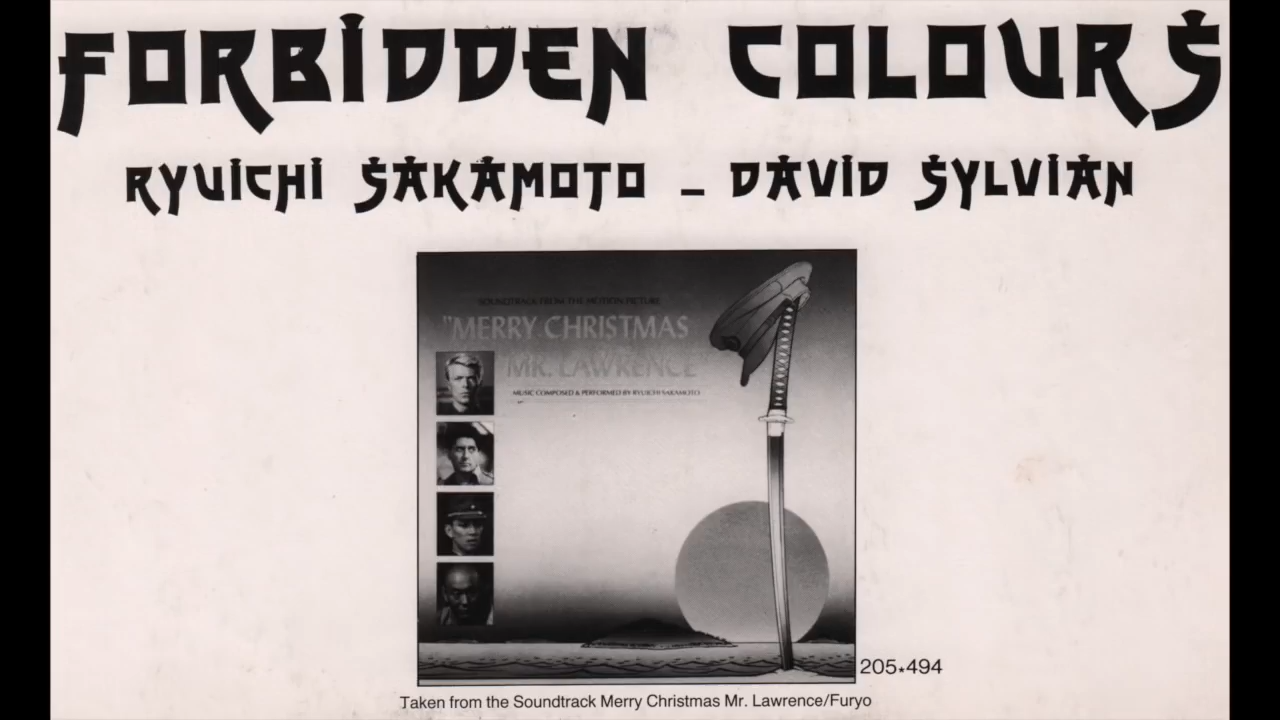 FORBIDDEN COLOURS
RYUICHI SAKAMOTO _ DAVID SYLVIAN
SOUNDTRACK FROM THE MOTION PICTURE
"MERRY CHRISTMAS
MR. LAWRENCE"
MUSIC COMPOSED & PERFORMED BY RYUICHI SAKAMOTO
205*494
Taken from the Soundtrack Merry Christmas Mr. Lawrence/Furyo